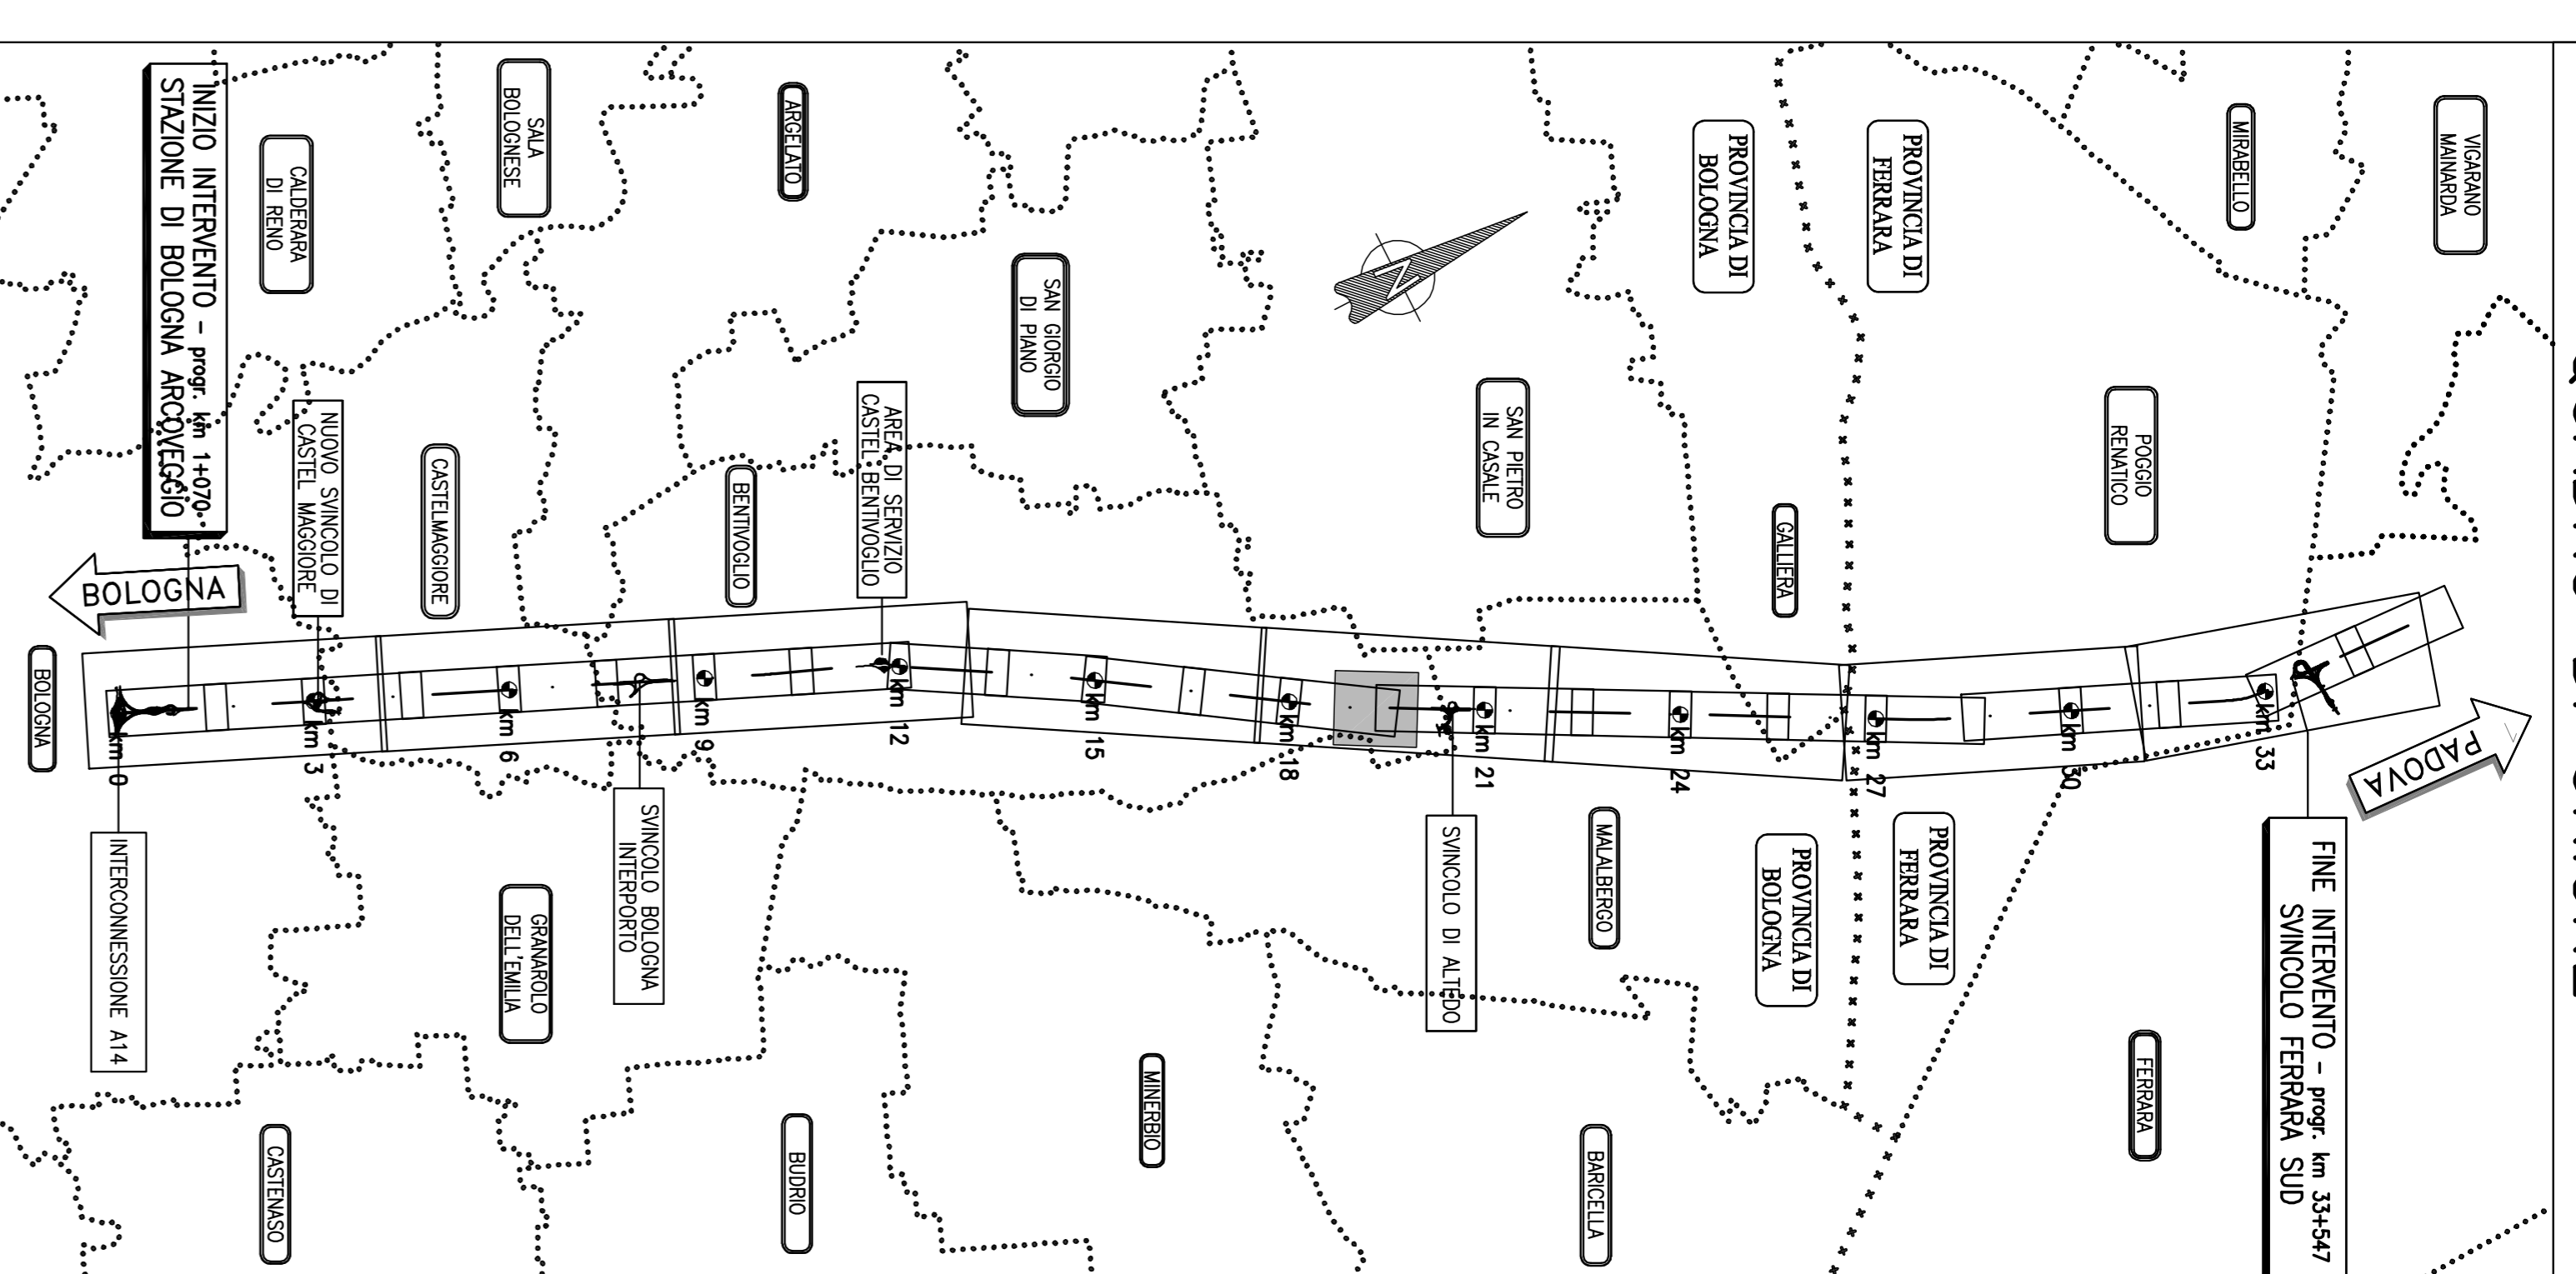 INIZIO INTERVENTO – progr. km 1+070
STAZIONE DI BOLOGNA ARCOVEGGIO
CALDERARA
DI RENO
SALA
BOLOGNESE
ARGELATO
SAN GIORGIO
DI PIANO
N
PROVINCIA DI
BOLOGNA
PROVINCIA DI
FERRARA
MIRABELLO
VIGARANO
MAINARDA
NUOVO SVINCOLO DI
CASTEL MAGGIORE
CASTELMAGGIORE
BENTIVOGLIO
AREA DI SERVIZIO
CASTEL BENTIVOGLIO
SAN PIETRO
IN CASALE
GALLIERA
POGGIO
RENATICO
BOLOGNA
BOLOGNA
km 0
km 3
km 6
km 9
km 12
km 15
km 18
km 21
km 24
km 27
km 30
km 33
PADOVA
INTERCONNESSIONE A14
SVINCOLO BOLOGNA
INTERPORTO
GRANAROLO
DELL'EMILIA
SVINCOLO DI ALTEDO
MALALBERGO
PROVINCIA DI
BOLOGNA
PROVINCIA DI
FERRARA
FINE INTERVENTO – progr. km 33+547
SVINCOLO FERRARA SUD
CASTENASO
BUDRIO
MINERBIO
BARICELLA
FERRARA